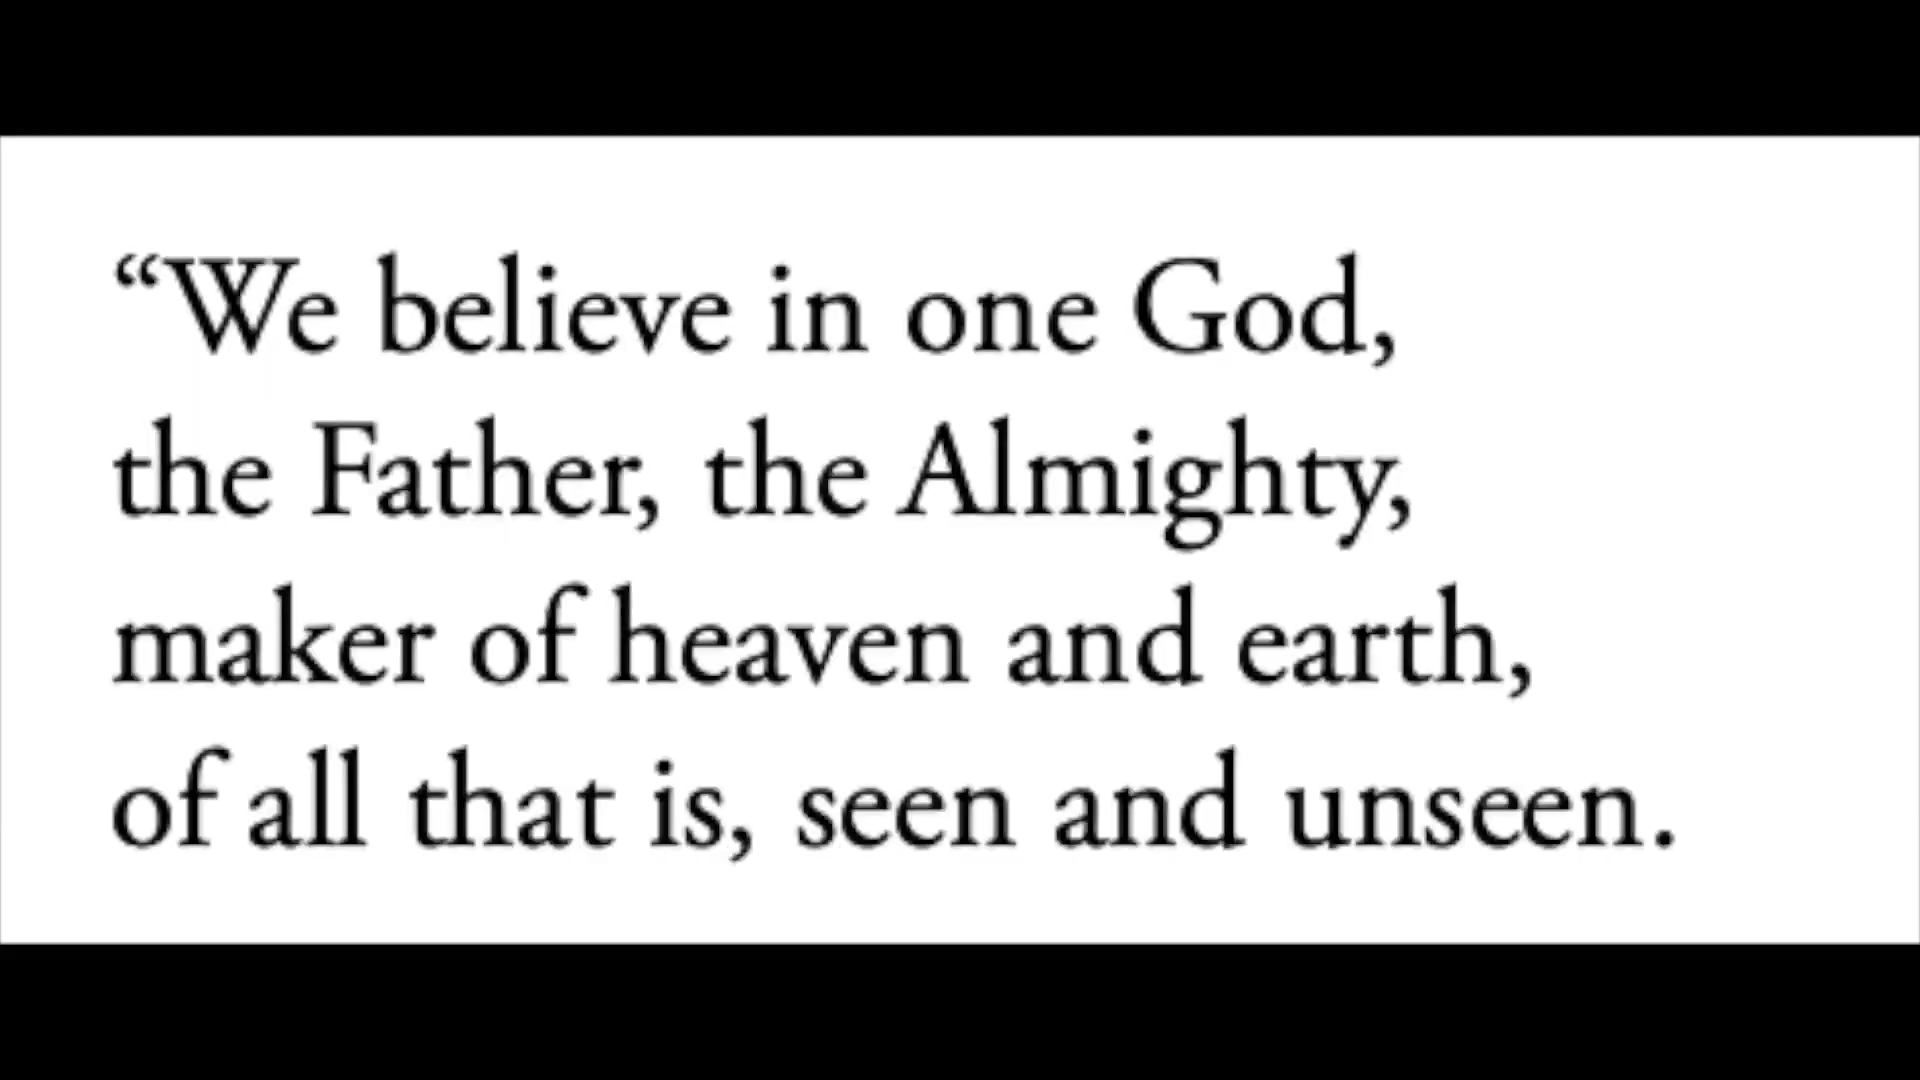 “We believe in one God,
the Father, the Almighty,
maker of heaven and earth,
of all that is, seen and unseen.